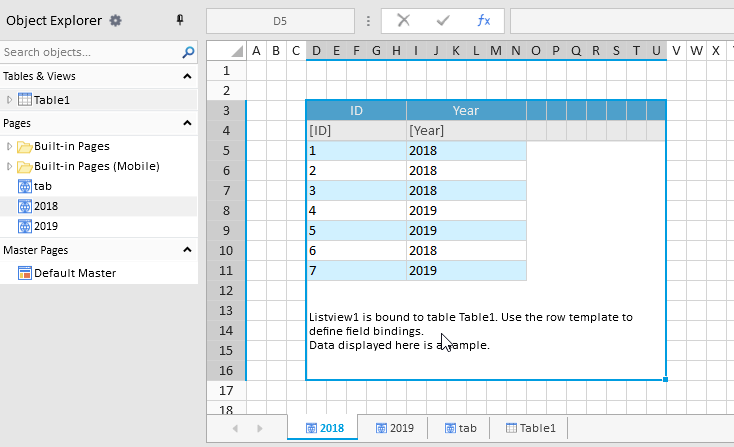 Object Explorer
D5
fx
Search objects...
A B C D E F G H I J K L M N O P Q R S T U V W X
Tables & Views
Table1
Pages
Built-in Pages
Built-in Pages (Mobile)
tab
2018
2019
Master Pages
Default Master
1
2
3 ID Year
4 [ID] [Year]
5 1 2018
6 2 2018
7 3 2018
8 4 2019
9 5 2019
10 6 2018
11 7 2019
12
13 Listview1 is bound to table Table1. Use the row template to
14 define field bindings.
15 Data displayed here is a
16
17
18
2018 2019 tab Table1